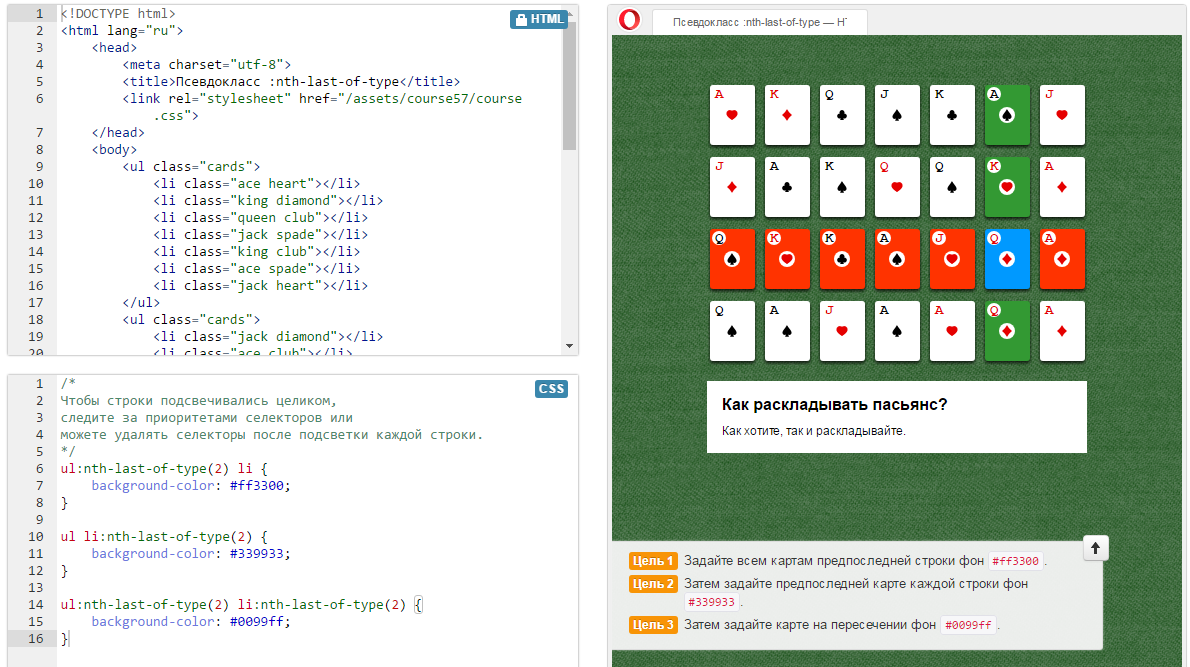 1 <!DOCTYPE html>
HTML
2 <html lang="ru">
3 <head>
4 <meta charset="utf-8">
5 <title>Псевдокласс :nth-last-of-type</title>
6 <link rel="stylesheet" href="/assets/course57/course
.css">
7 </head>
8 <body>
9 <ul class="cards">
10 <li class="ace heart"></li>
11 <li class="king diamond"></li>
12 <li class="queen club"></li>
13 <li class="jack spade"></li>
14 <li class="king club"></li>
15 <li class="ace spade"></li>
16 <li class="jack heart"></li>
17 </ul>
18 <ul class="cards">
19 <li class="jack diamond"></li>
20 <li class="ace club"></li>
CSS
1 /*
2 Чтобы строки подсвечивались целиком,
3 следите за приоритетами селекторов или
4 можете удалять селекторы после подсветки каждой строки.
5 */
6 ul:nth-last-of-type(2) li {
7 background-color: #ff3300;
8 }
9
10 ul li:nth-last-of-type(2) {
11 background-color: #339933;
12 }
13
14 ul:nth-last-of-type(2) li:nth-last-of-type(2) {
15 background-color: #0099ff;
16 }
Псевдокласс :nth-last-of-type — HT
A K Q J K A J
J A K Q Q K A
Q K K A J Q A
Q A J A A Q A
Как раскладывать пасьянс?
Как хотите, так и раскладывайте.
Цель 1 Задайте всем картам предпоследней строки фон #ff3300.
Цель 2 Затем задайте предпоследней карте каждой строки фон
#339933.
Цель 3 Затем задайте карте на пересечении фон #0099ff.